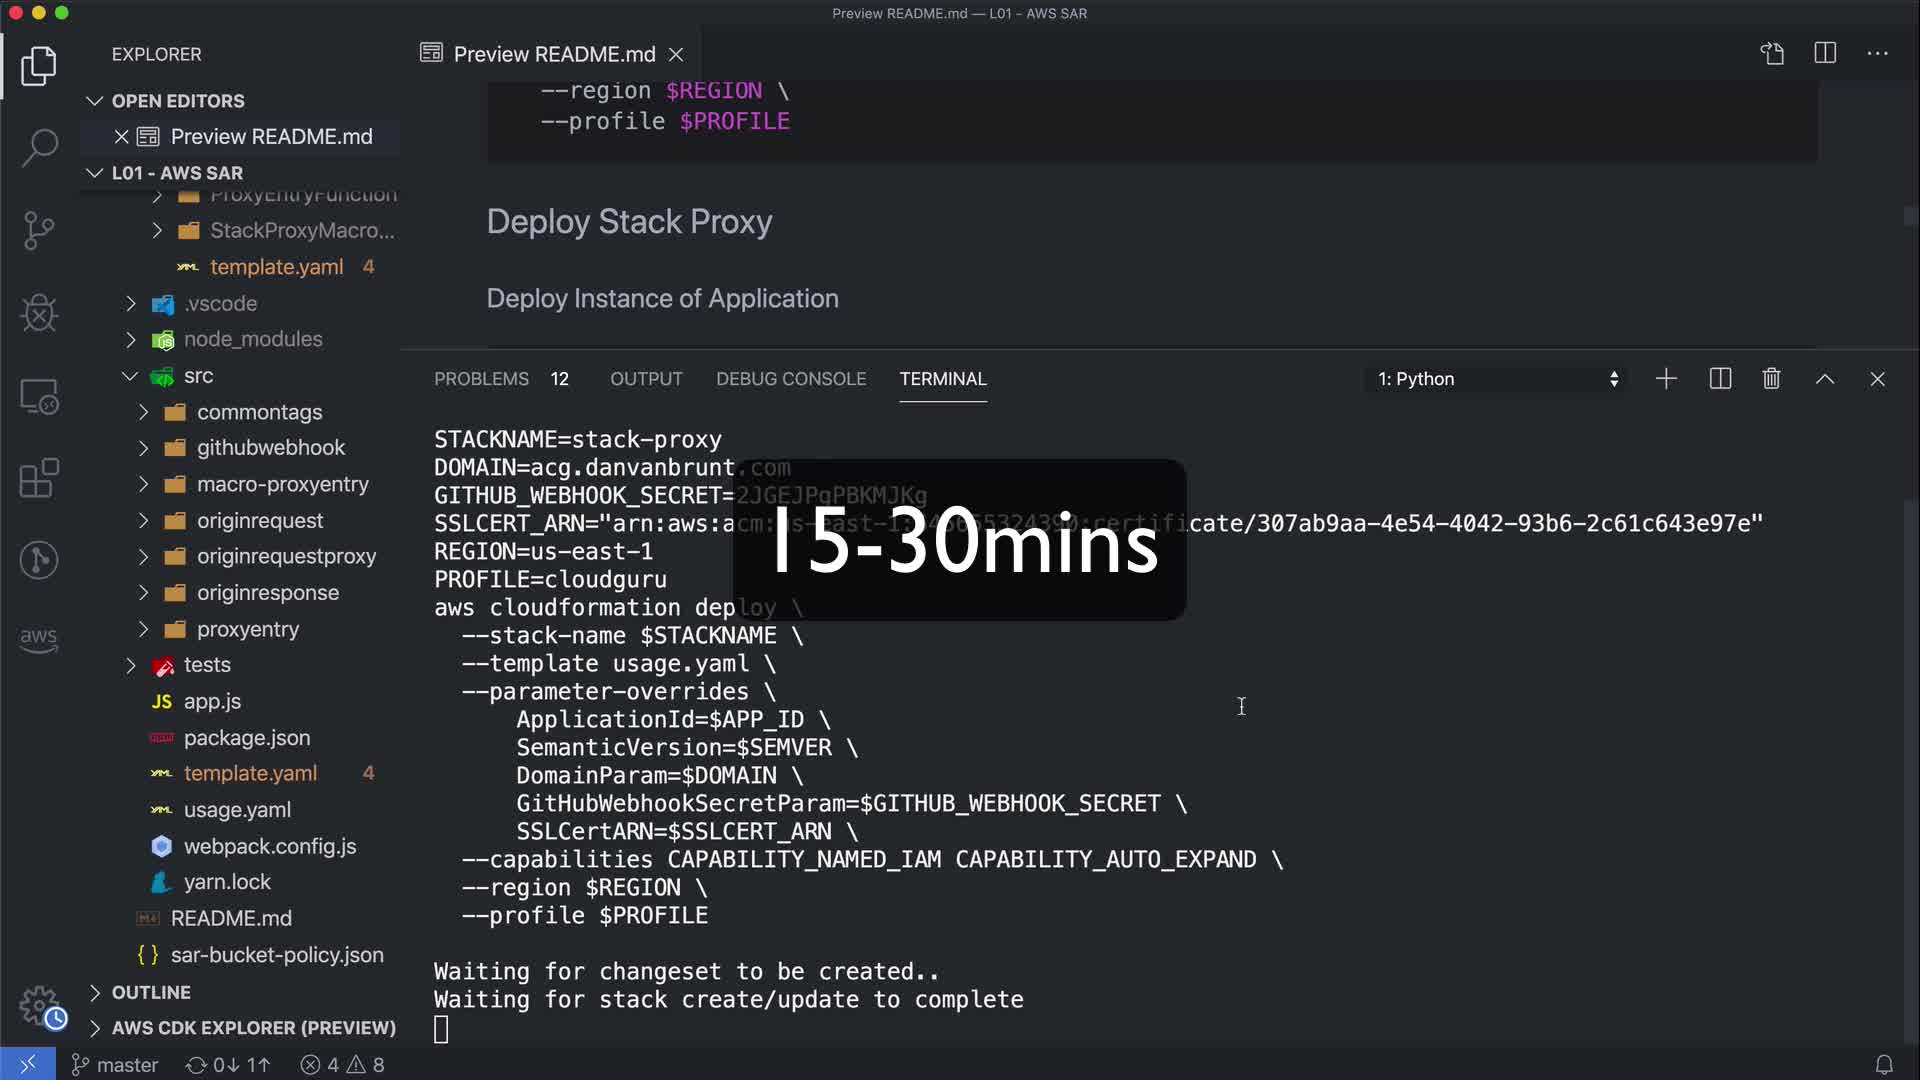 Preview README.md — L01 - AWS SAR
EXPLORER
Preview README.md
OPEN EDITORS
Preview README.md
L01 - AWS SAR
ProxyEntryFunction
StackProxyMacro...
template.yaml 4
.vscode
node_modules
src
commontags
githubwebhook
macro-proxyentry
originrequest
originrequestproxy
originresponse
proxyentry
tests
JS app.js
package.json
template.yaml 4
usage.yaml
webpack.config.js
yarn.lock
README.md
{ } sar-bucket-policy.json
OUTLINE
AWS CDK EXPLORER (PREVIEW)
aws
--region $REGION \
--profile $PROFILE
Deploy Stack Proxy
Deploy Instance of Application
PROBLEMS 12 OUTPUT DEBUG CONSOLE TERMINAL 1: Python
STACKNAME=stack-proxy
DOMAIN=acg.danvanbrunt.com
GITHUB_WEBHOOK_SECRET=2JGEJPgPBKMJKg
SSLCERT_ARN="arn:aws:acm:us-east-1: :certificate/307ab9aa-4e54-4042-93b6-2c61c643e97e"
REGION=us-east-1
PROFILE=cloudguru
aws cloudformation deploy \
--stack-name $STACKNAME \
--template usage.yaml \
--parameter-overrides \
ApplicationId=$APP_ID \
SemanticVersion=$SEMVER \
DomainParam=$DOMAIN \
GitHubWebhookSecretParam=$GITHUB_WEBHOOK_SECRET \
SSLCertARN=$SSLCERT_ARN \
--capabilities CAPABILITY_NAMED_IAM CAPABILITY_AUTO_EXPAND \
--region $REGION \
--profile $PROFILE
Waiting for changeset to be created..
Waiting for stack create/update to complete
15-30mins
master 0↓ 1↑ 4 8